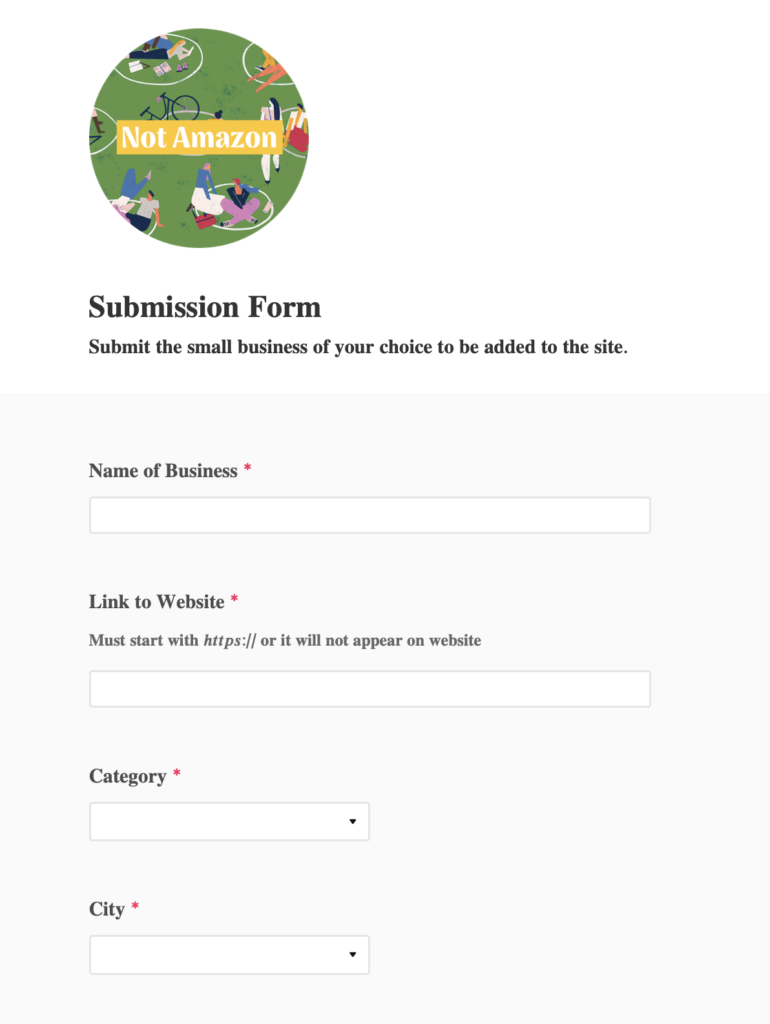 Not Amazon
Submission Form
Submit the small business of your choice to be added to the site.
Name of Business *
Link to Website *
Must start with https:// or it will not appear on website
Category *
City *